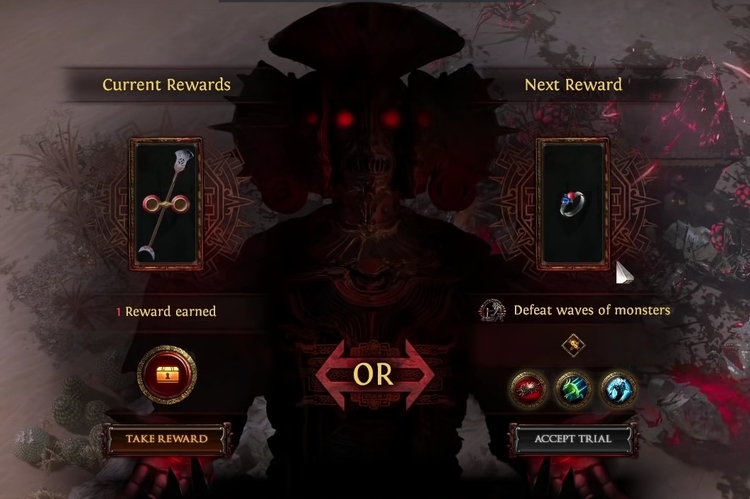 Current Rewards
Next Reward
1 Reward earned
Defeat waves of monsters
OR
TAKE REWARD
ACCEPT TRIAL